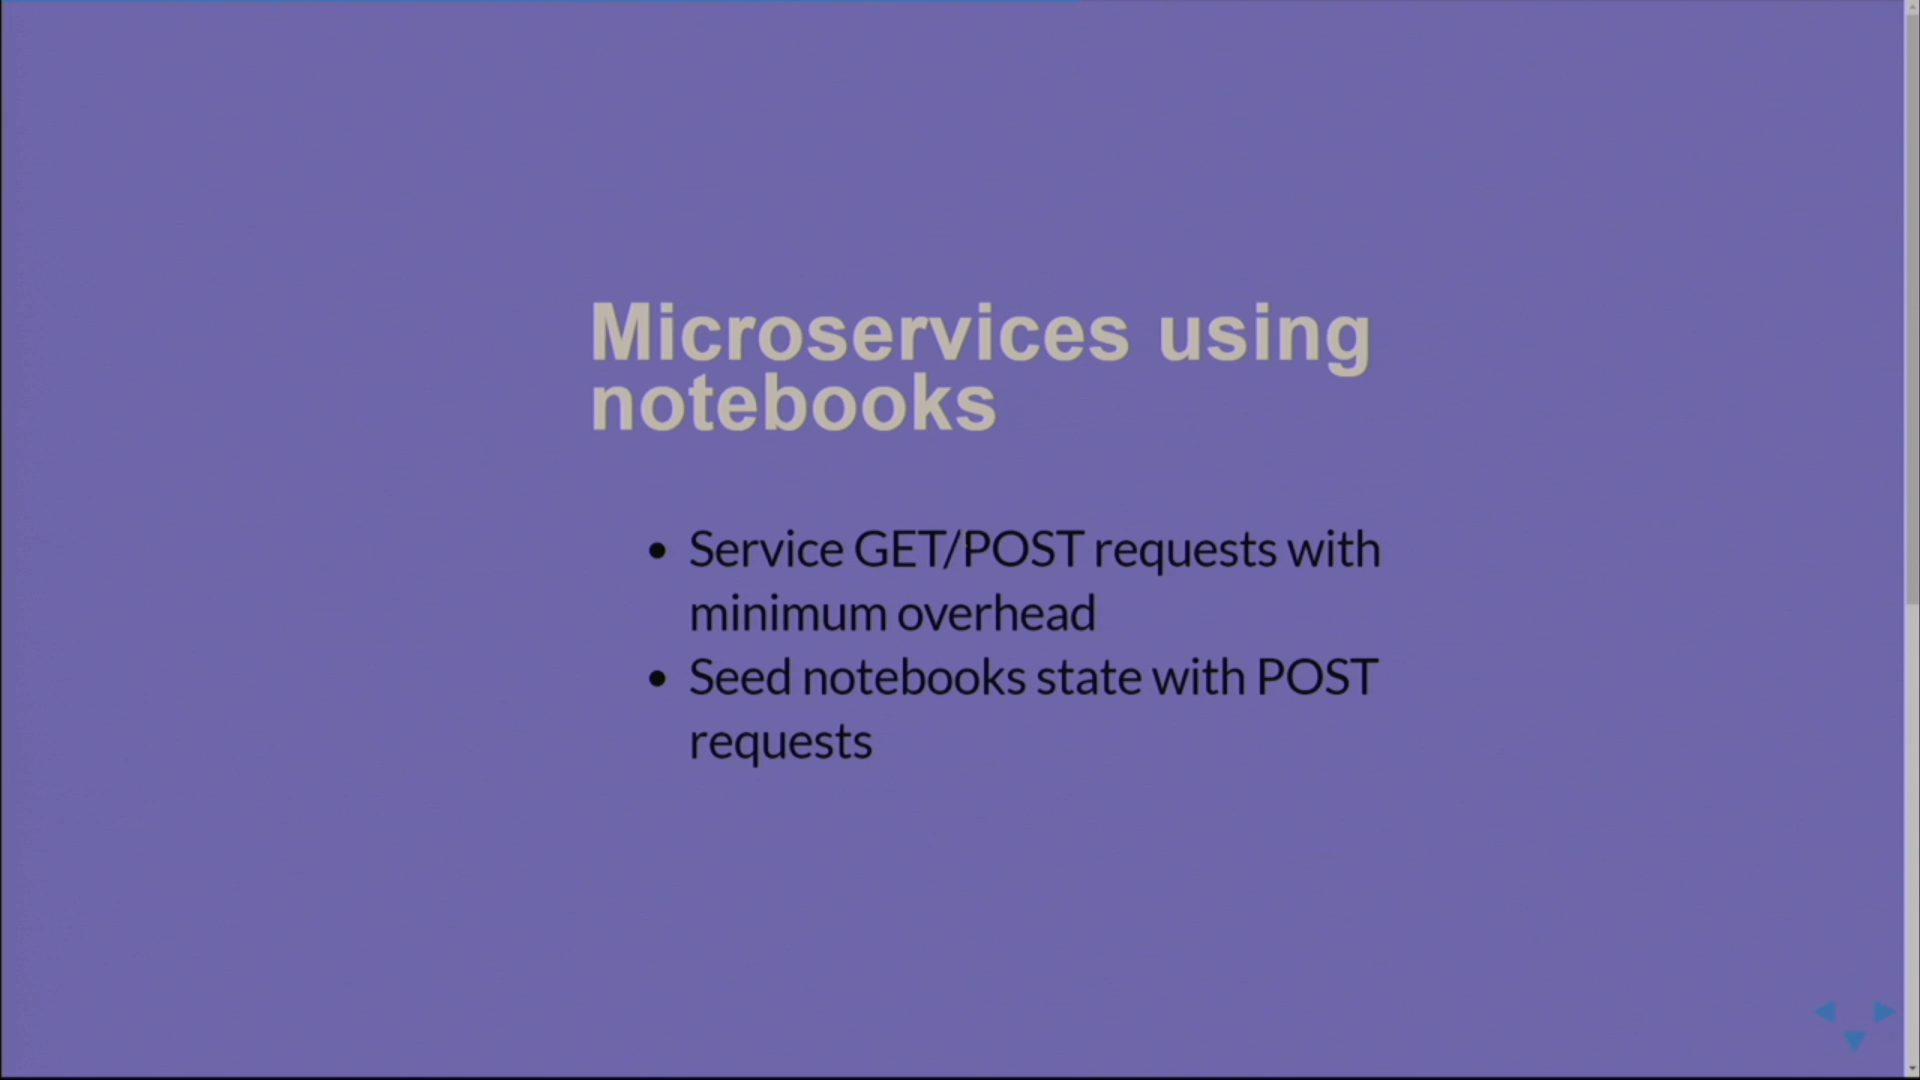 Microservices using
notebooks
Service GET/POST requests with
minimum overhead
Seed notebooks state with POST
requests